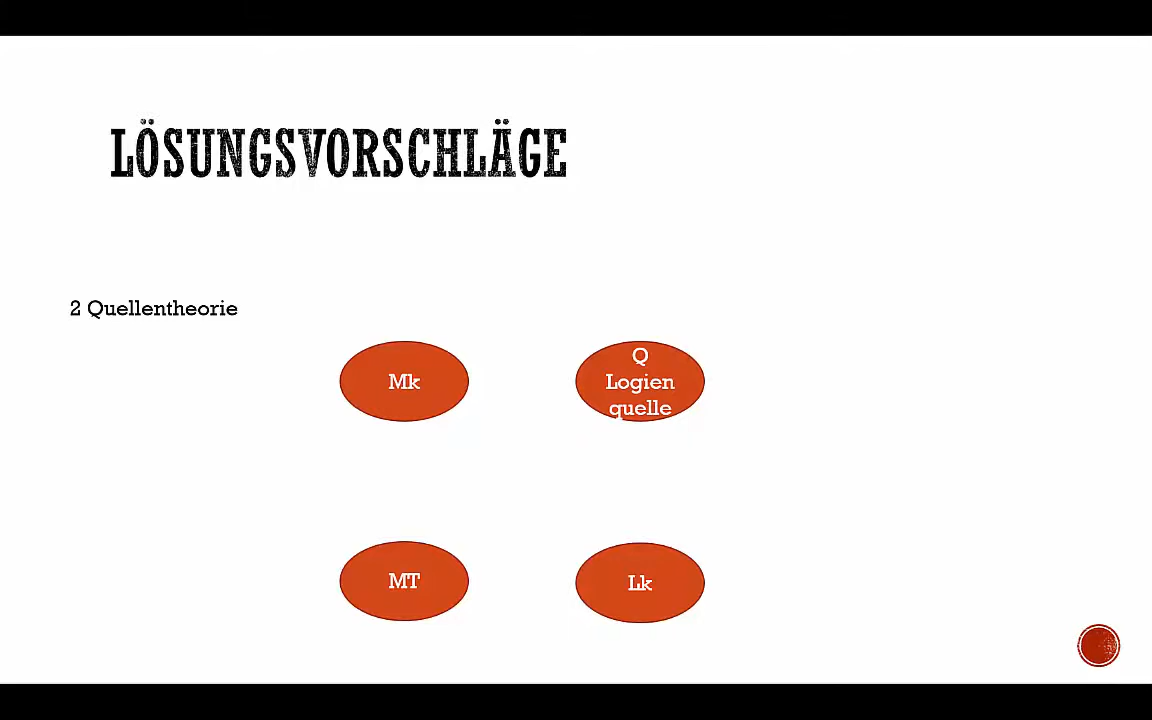 LÖSUNGSVORSCHLÄGE
2 Quellentheorie
Mk
Q
Logien
quelle
MT
Lk